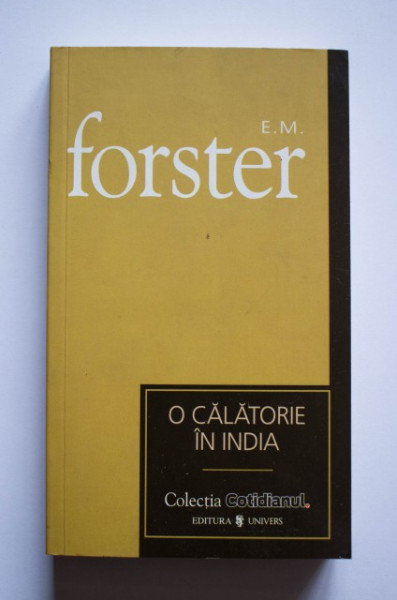 E.M.
forster
O CĂLĂTORIE
ÎN INDIA
Colecția Cotidianul.
EDITURA UNIVERS